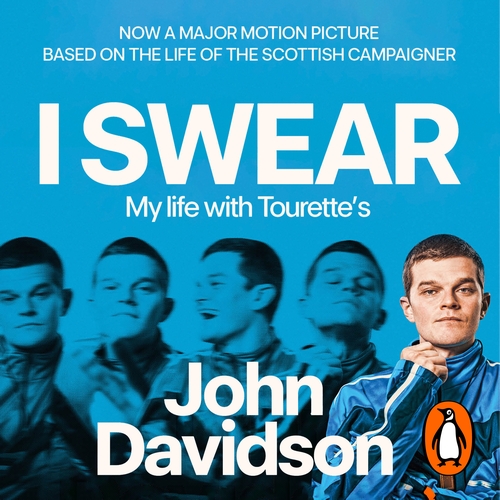 NOW A MAJOR MOTION PICTURE
BASED ON THE LIFE OF THE SCOTTISH CAMPAIGNER
I SWEAR
My life with Tourette's
John
Davidson